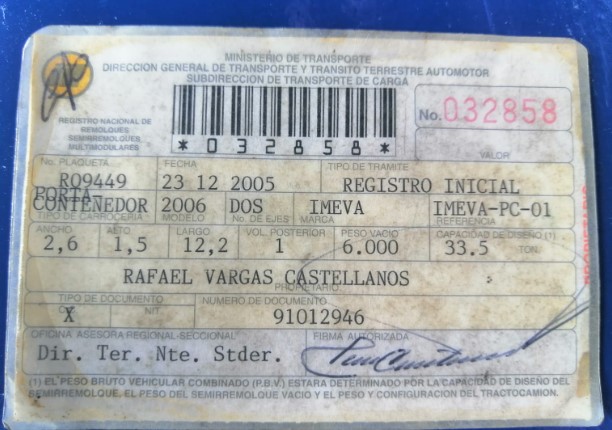 MINISTERIO DE TRANSPORTE
DIRECCION GENERAL DE TRANSPORTE Y TRANSITO TERRESTRE AUTOMOTOR
SUBDIRECCION DE TRANSPORTE DE CARGA
REGISTRO NACIONAL DE
REMOLQUES
SEMIRREMOLQUES
MULTIMODULARES
*032858*
No. 032858
VALOR
No. PLAQUETA FECHA TIPO DE TRAMITE
R09449 23 12 2005 REGISTRO INICIAL
PORTA
CONTENEDOR 2006 DOS IMEVA IMEVA-PC-01
TIPO DE CARROCERIA MODELO No. DE EJES MARCA REFERENCIA
ANCHO ALTO LARGO VOL. POSTERIOR PESO VACIO CAPACIDAD DE DISEÑO (1)
2,6 1,5 12,2 1 6.000 33.5 TON.
RAFAEL VARGAS CASTELLANOS
PROPIETARIO
TIPO DE DOCUMENTO NUMERO DE DOCUMENTO
X NIT 91012946
OFICINA ASESORA REGIONAL-SECCIONAL FIRMA AUTORIZADA
Dir. Ter. Nte. Stder.
(1) EL PESO BRUTO VEHICULAR COMBINADO (P.B.V.) ESTARA DETERMINADO POR LA CAPACIDAD DE DISEÑO DEL
SEMIRREMOLQUE, EL PESO DEL SEMIRREMOLQUE VACIO Y EL PESO Y CONFIGURACION DEL TRACTOCAMION.